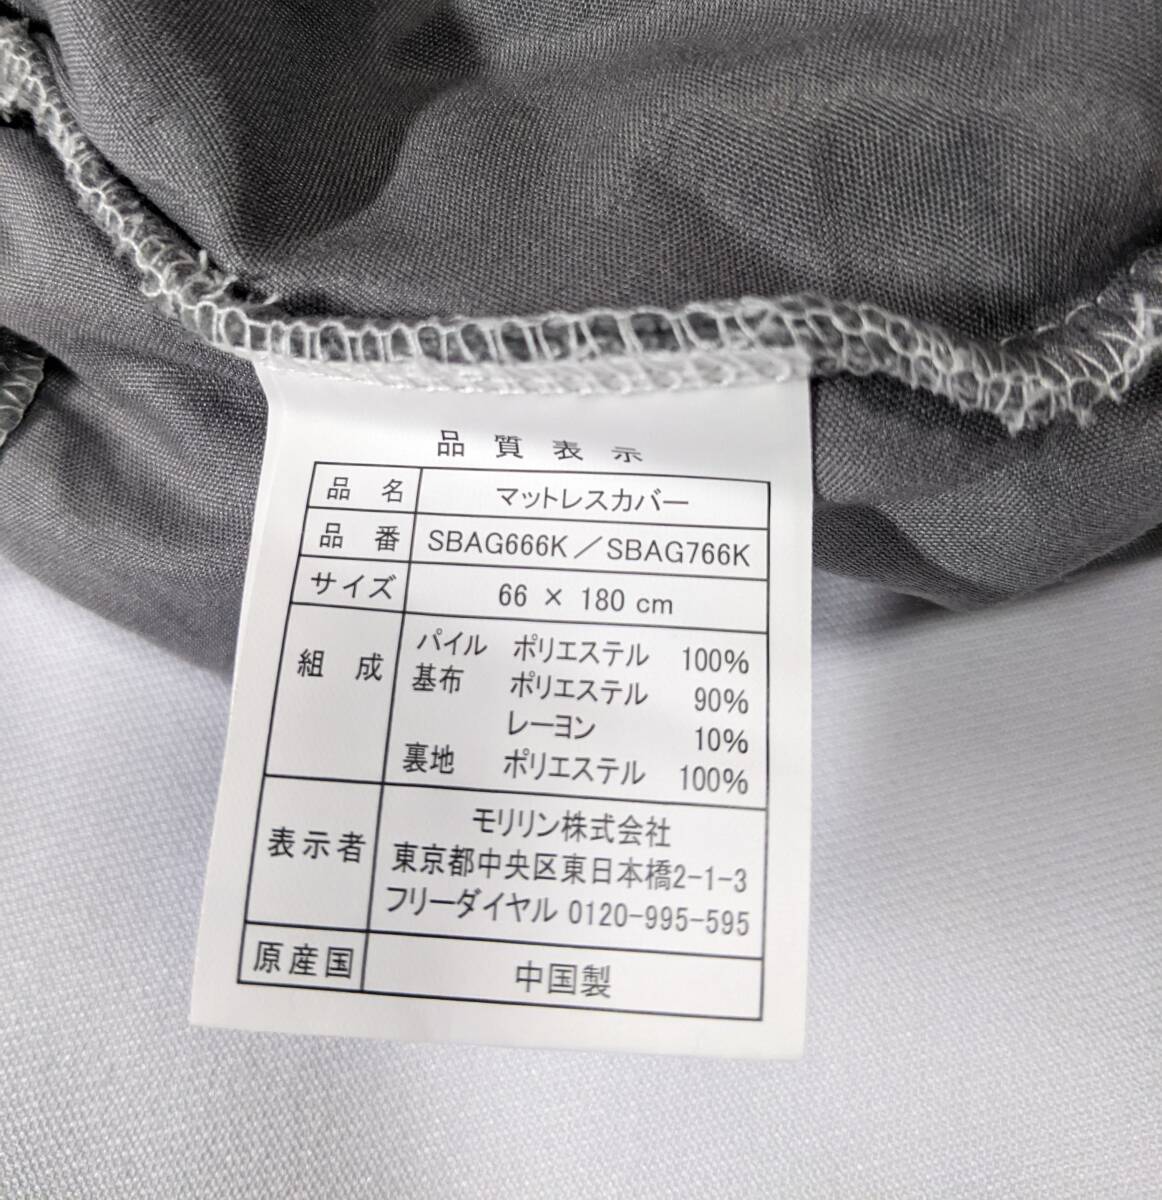 品質表示
品名 マットレスカバー
品番 SBAG666K／SBAG766K
サイズ 66 × 180 cm
組成 パイル ポリエステル 100%
基布 ポリエステル 90%
レーヨン 10%
裏地 ポリエステル 100%
表示者 モリリン株式会社
東京都中央区東日本橋2-1-3
フリーダイヤル 0120-995-595
原産国 中国製